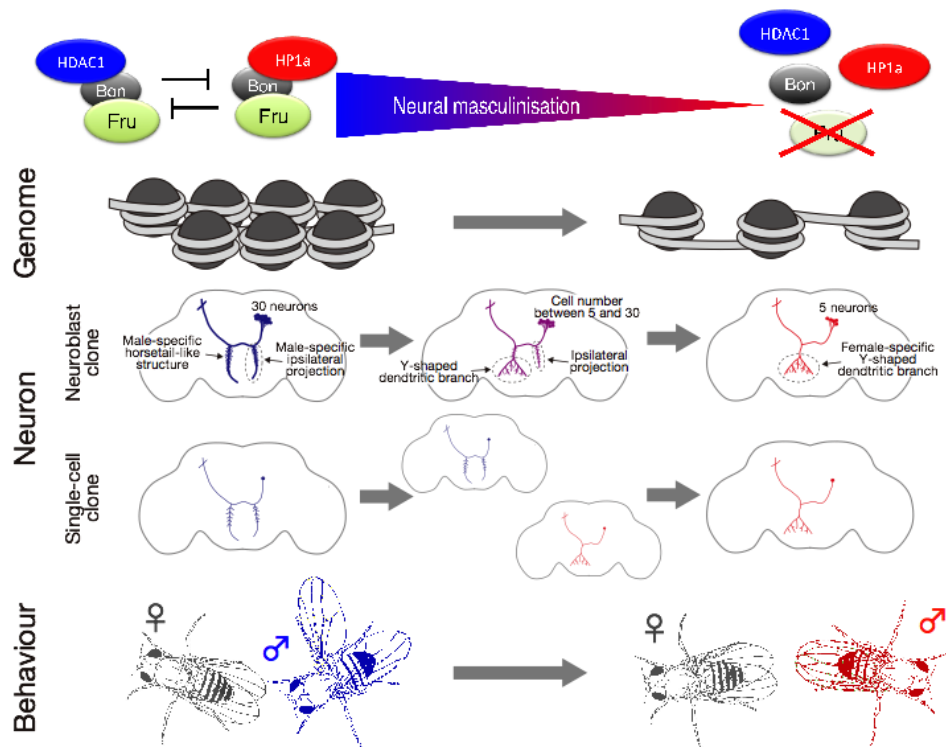 HDAC1
Bon
Fru
HP1a
Bon
Fru
Neural masculinisation
HDAC1
HP1a
Bon
Fru
Genome
Neuron
Neuroblast
clone
30 neurons
Male-specific
horsetail-like
structure
Male-specific
ipsilateral
projection
Cell number
between 5 and 30
Y-shaped
dendtritic branch
Ipsilateral
projection
5 neurons
Female-specific
Y-shaped
dendtritic branch
Single-cell
clone
Behaviour
♀
♂
♀
♂